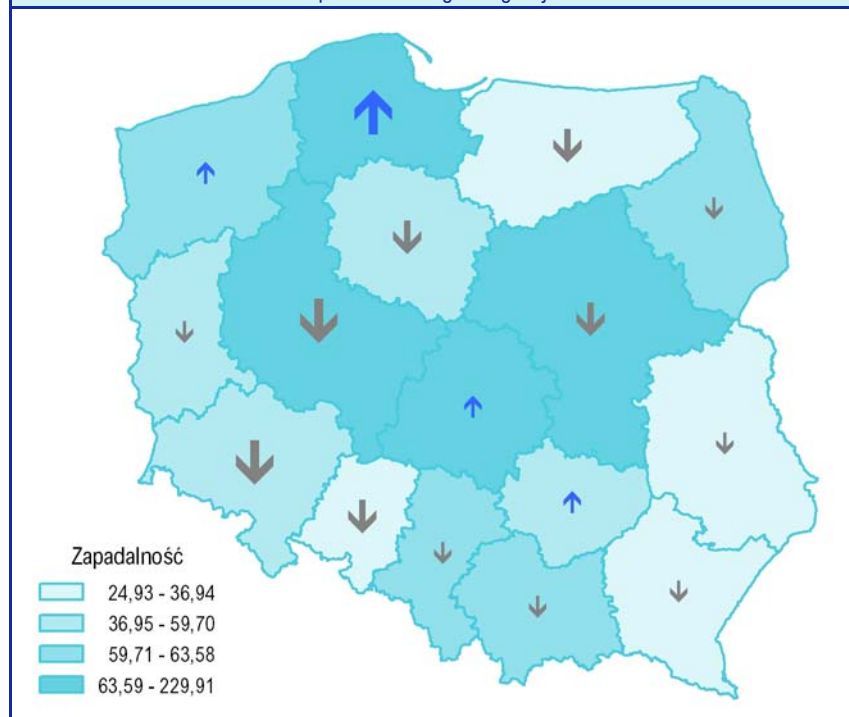 Zapadalność
24,93 - 36,94
36,95 - 59,70
59,71 - 63,58
63,59 - 229,91